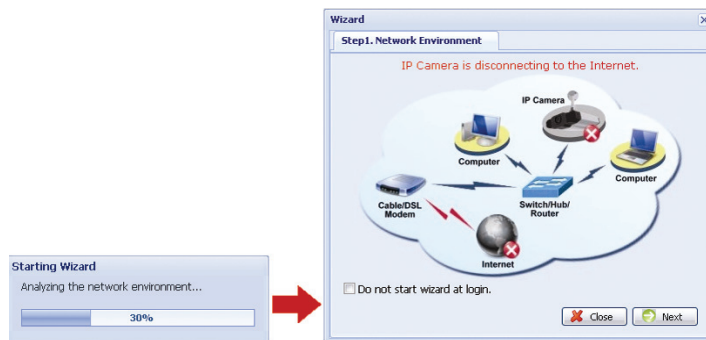 Wizard
Step1. Network Environment
IP Camera is disconnecting to the Internet.
IP Camera
Computer
Computer
Cable/DSL
Modem
Switch/Hub/
Router
Internet
Do not start wizard at login.
Close
Next
Starting Wizard
Analyzing the network environment...
30%